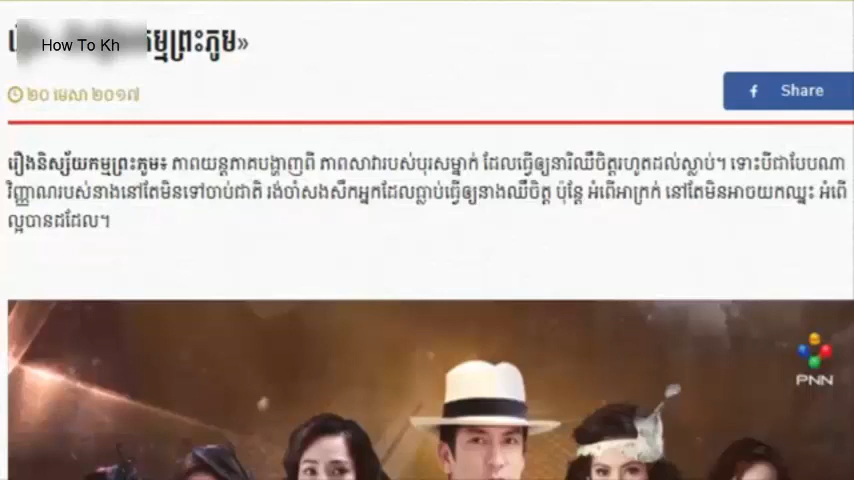 How To Kh
កម្មព្រះភូម»
២០ មេសា ២០១៧
Share
រឿងនិស្ស័យកម្មព្រះភូម៖ ភាពយន្តភាគបង្ហាញពី ភាពសាវារបស់បុរសម្នាក់ ដែលធ្វើឲ្យនារីឈឺចិត្តរហូតដល់ស្លាប់។ ទោះបីជាបែបណា
វិញ្ញាណរបស់នាងនៅតែមិនទៅចាប់ជាតិ រង់ចាំសងសឹកអ្នកដែលធ្លាប់ធ្វើឲ្យនាងឈឺចិត្ត ប៉ុន្តែ អំពើអាក្រក់ នៅតែមិនអាចយកឈ្នះ អំពើ
ល្អបានដដែល។
PNN